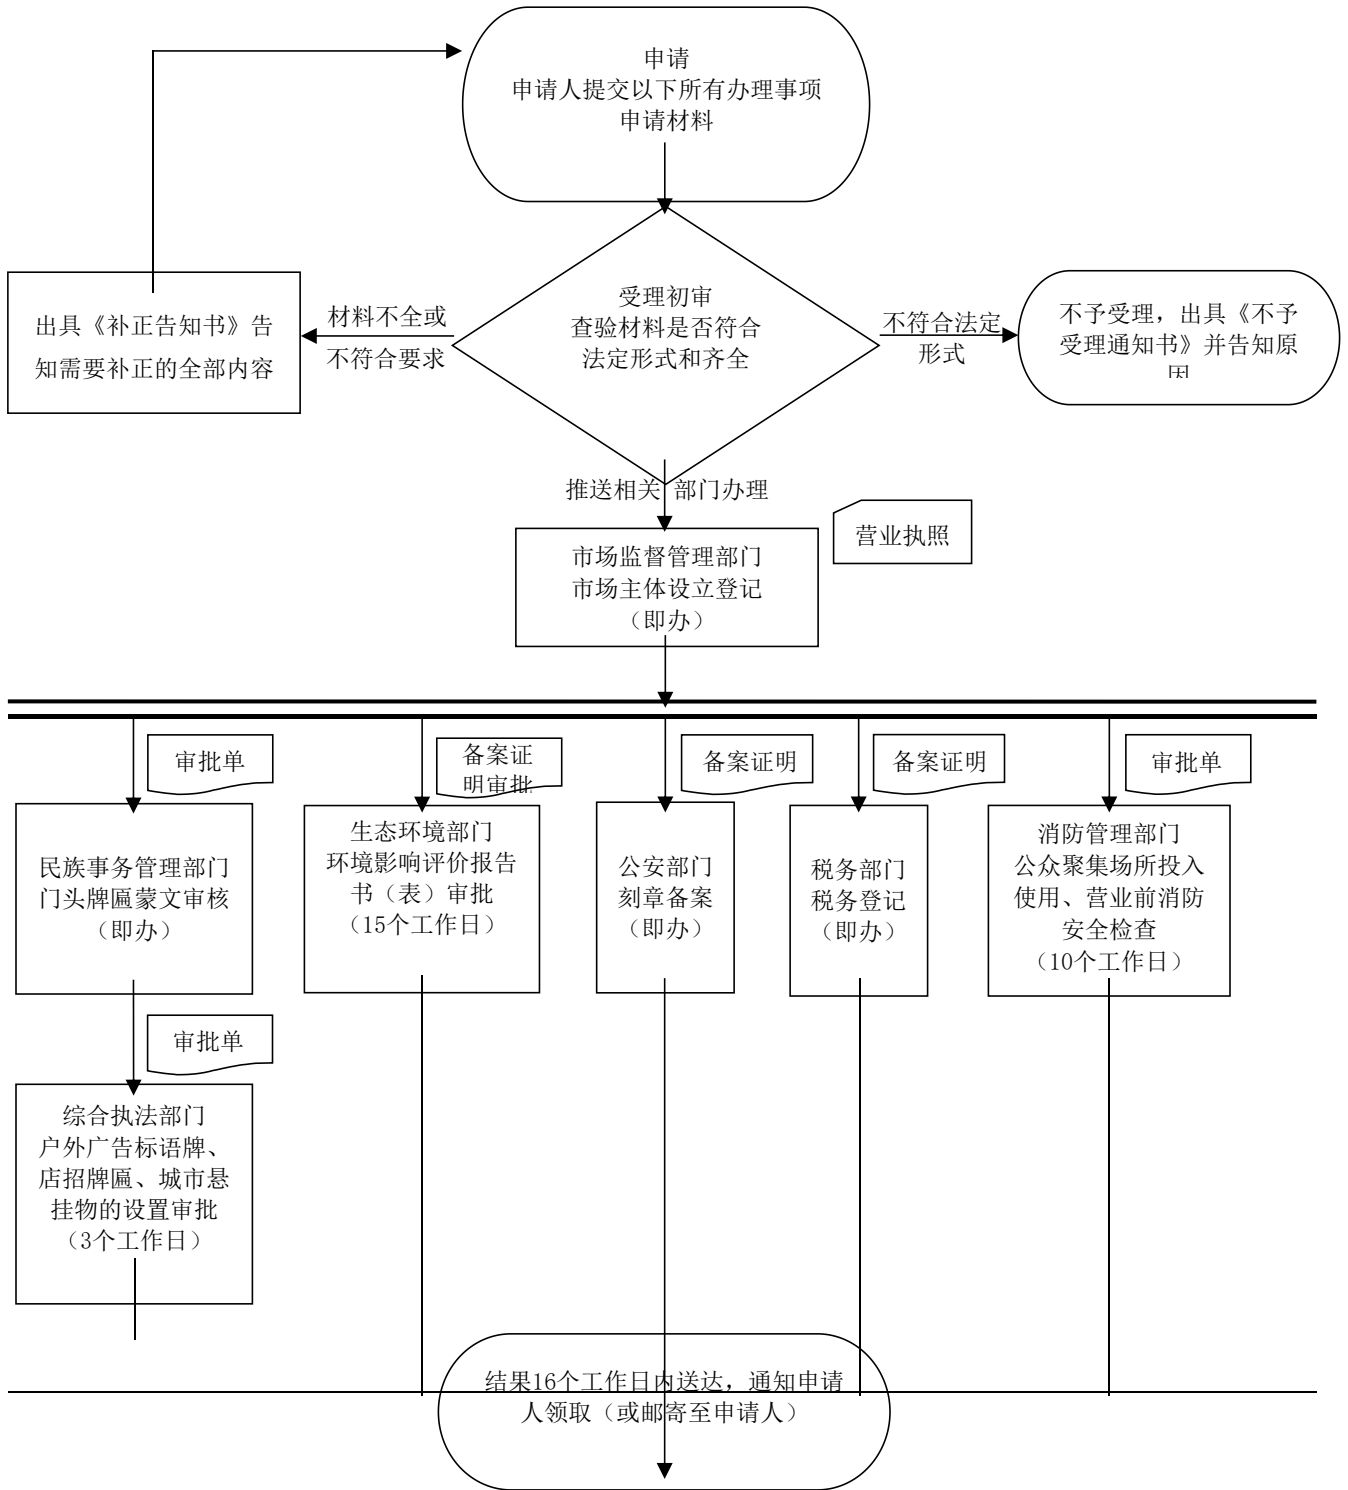 申请
申请人提交以下所有办理事项
申请材料
受理初审
查验材料是否符合
法定形式和齐全
材料不全或
不符合要求
出具《补正告知书》告
知需要补正的全部内容
不符合法定
形式
不予受理，出具《不予
受理通知书》并告知原
因
推送相关 部门办理
营业执照
市场监督管理部门
市场主体设立登记
（即办）
审批单
备案证
明审批
备案证明
备案证明
审批单
民族事务管理部门
门头牌匾蒙文审核
（即办）
生态环境部门
环境影响评价报告
书（表）审批
（15个工作日）
公安部门
刻章备案
（即办）
税务部门
税务登记
（即办）
消防管理部门
公众聚集场所投入
使用、营业前消防
安全检查
（10个工作日）
审批单
综合执法部门
户外广告标语牌、
店招牌匾、城市悬
挂物的设置审批
（3个工作日）
结果16个工作日内送达，通知申请
人领取（或邮寄至申请人）